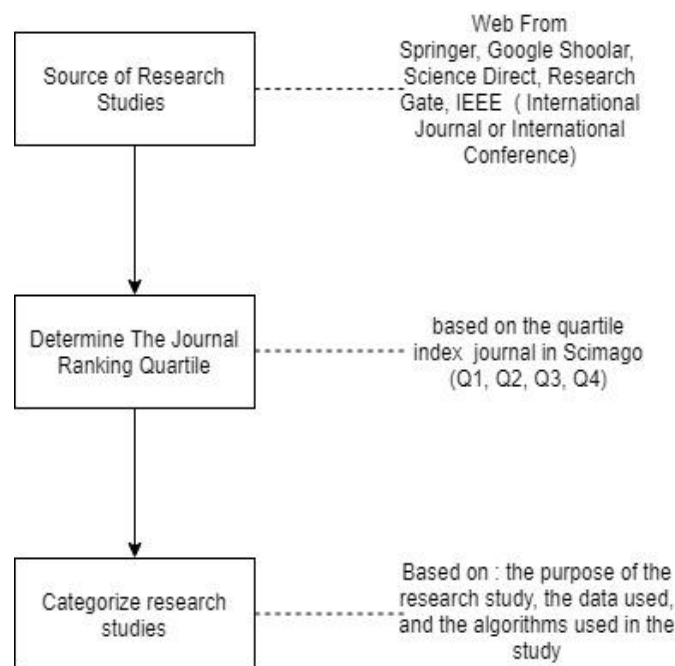 Source of Research
Studies
Web From
Springer, Google Shoolar,
Science Direct, Research
Gate, IEEE ( International
Journal or International
Conference)
Determine The Journal
Ranking Quartile
based on the quartile
index journal in Scimago
(Q1, Q2, Q3, Q4)
Categorize research
studies
Based on : the purpose of the
research study, the data used,
and the algorithms used in the
study